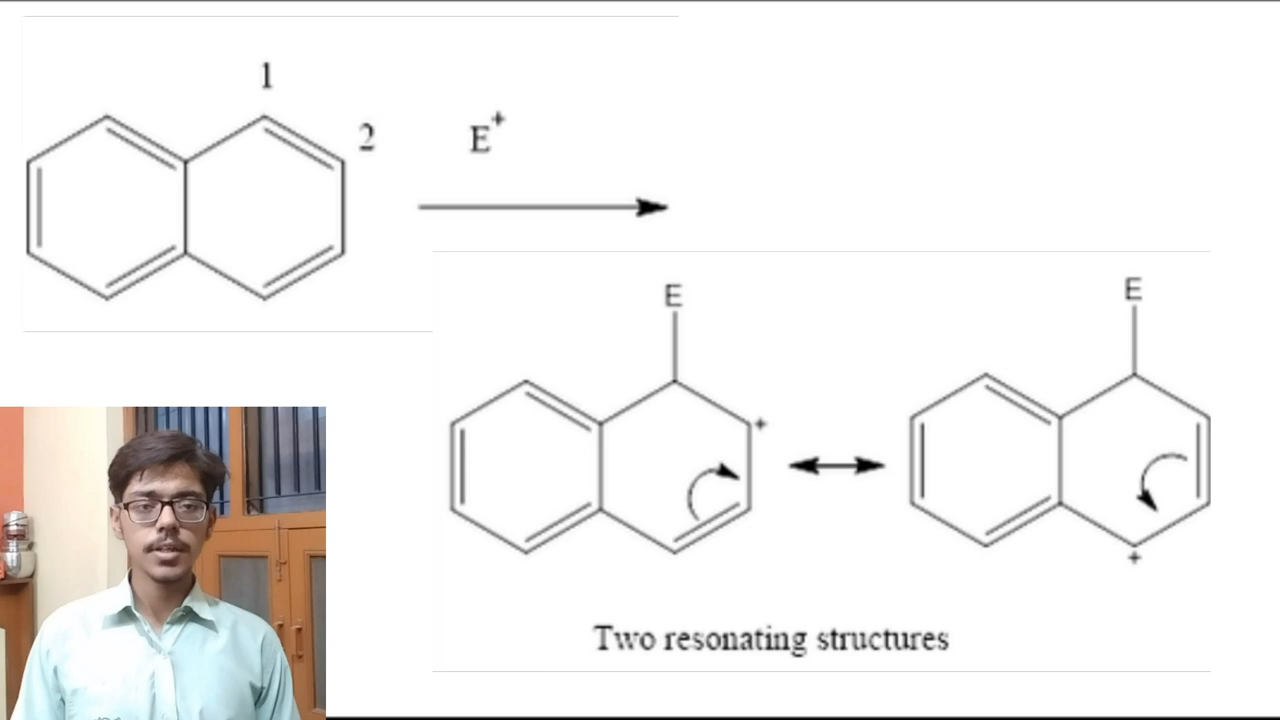 1
2
E+
E
E
+
+
Two resonating structures